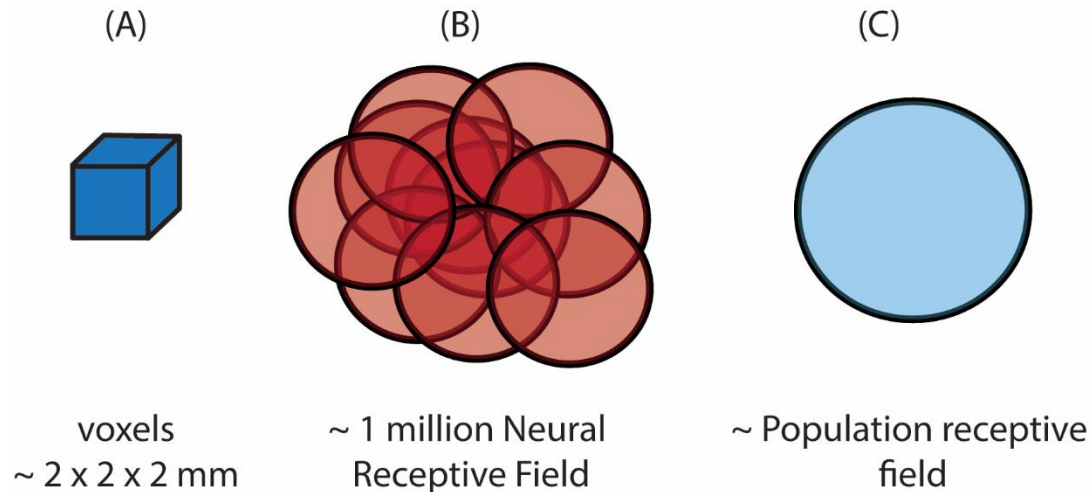 (A)
(B)
(C)
voxels
~ 2 x 2 x 2 mm
~ 1 million Neural
Receptive Field
~ Population receptive
field